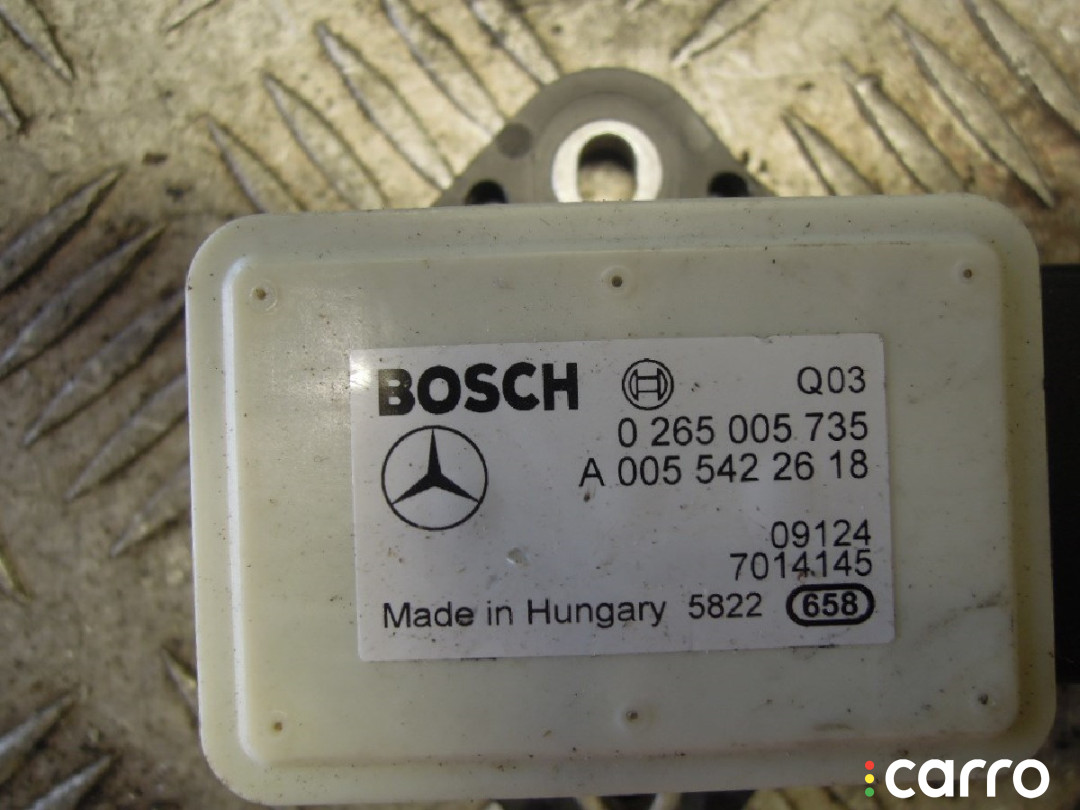 BOSCH Q03
0 265 005 735
A 005 542 26 18
09124
7014145
Made in Hungary 5822 658
carro